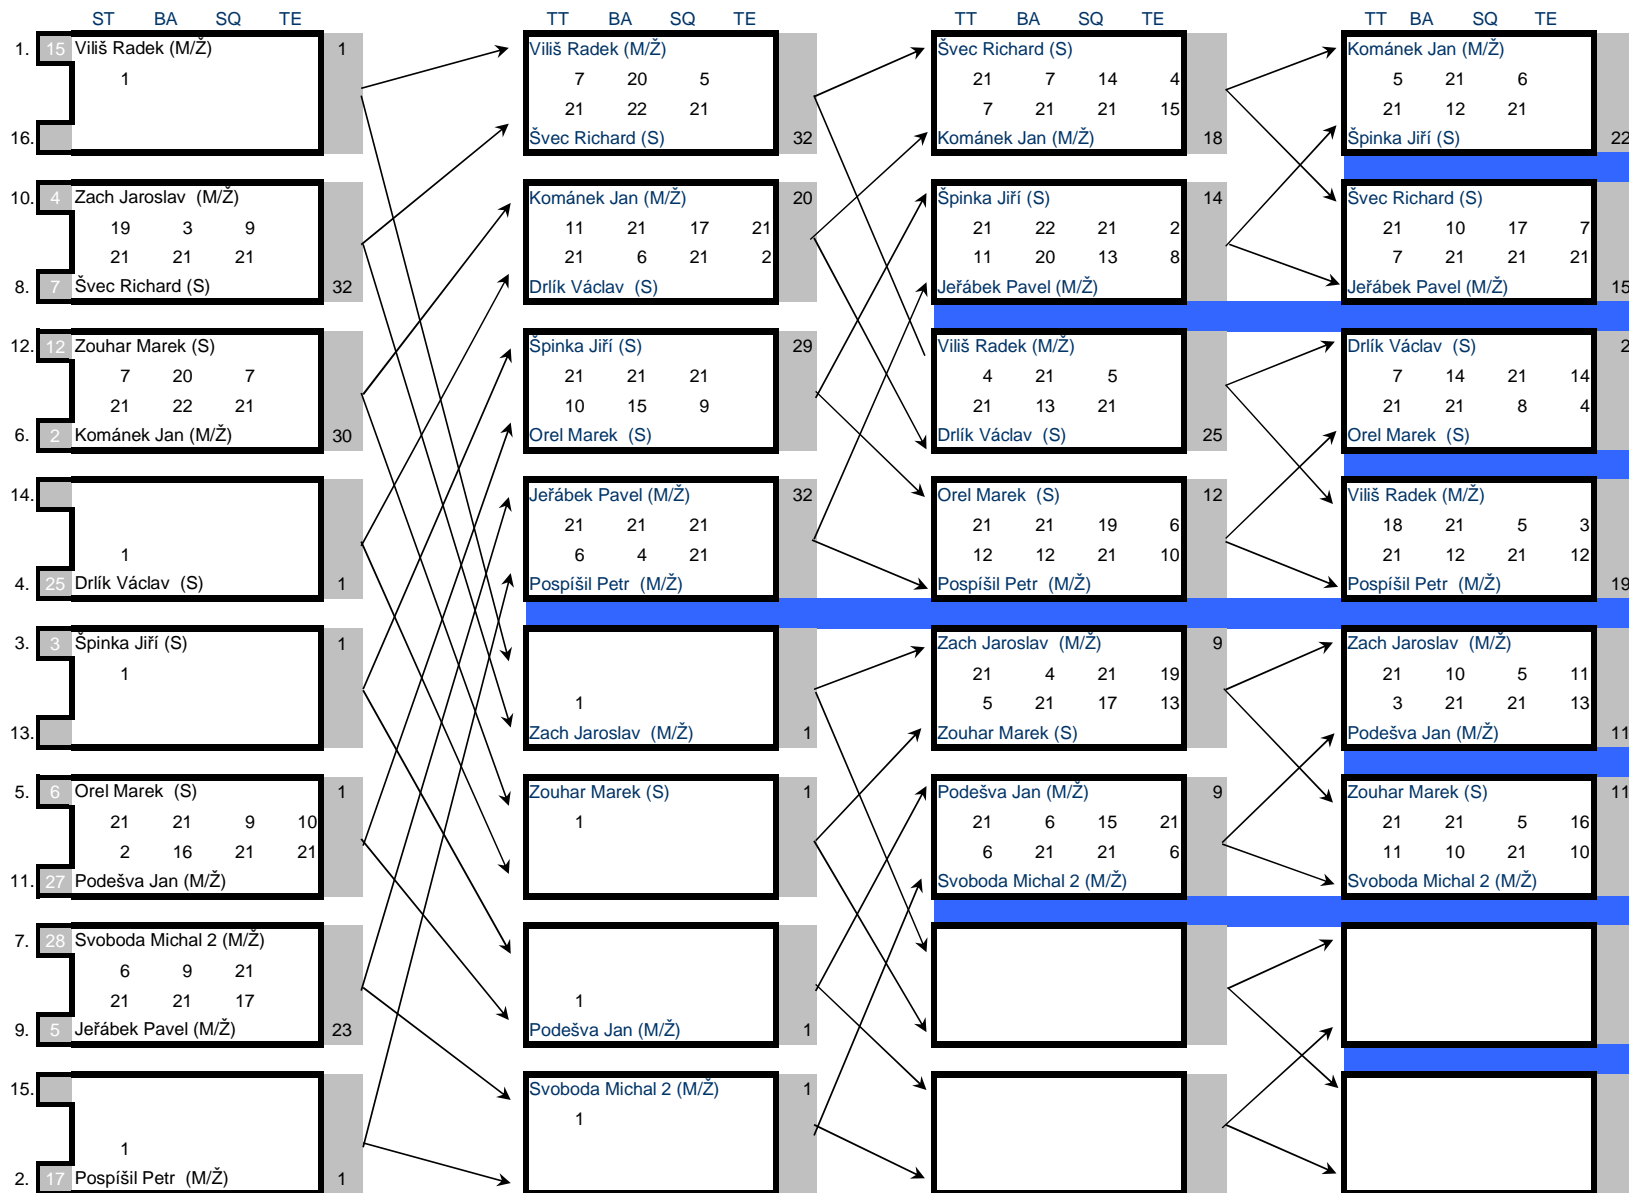 ST BA SQ TE TT BA SQ TE TT BA SQ TE TT BA SQ TE
1. 15 Viliš Radek (M/Ž) 1 Viliš Radek (M/Ž) Švec Richard (S) Kománek Jan (M/Ž)
1 7 20 5 21 7 14 4 5 21 6
21 22 21 7 21 21 15 21 12 21
16. Švec Richard (S) 32 Kománek Jan (M/Ž) 18 Špinka Jiří (S) 22
10. 4 Zach Jaroslav (M/Ž) Kománek Jan (M/Ž) 20 Špinka Jiří (S) 14 Švec Richard (S)
19 3 9 11 21 17 21 21 22 21 2 21 10 17 7
21 21 21 21 6 21 2 11 20 13 8 7 21 21 21
8. 7 Švec Richard (S) 32 Drlík Václav (S) Jeřábek Pavel (M/Ž) Jeřábek Pavel (M/Ž) 15
12. 12 Zouhar Marek (S) Špinka Jiří (S) 29 Viliš Radek (M/Ž) Drlík Václav (S) 2
7 20 7 21 21 21 4 21 5 7 14 21 14
21 22 21 10 15 9 21 13 21 21 21 8 4
6. 2 Kománek Jan (M/Ž) 30 Orel Marek (S) Drlík Václav (S) 25 Orel Marek (S)
14. Jeřábek Pavel (M/Ž) 32 Orel Marek (S) 12 Viliš Radek (M/Ž)
21 21 21 21 21 19 6 18 21 5 3
1 6 4 21 12 12 21 10 21 12 21 12
4. 25 Drlík Václav (S) 1 Pospíšil Petr (M/Ž) Pospíšil Petr (M/Ž) Pospíšil Petr (M/Ž) 19
3. 3 Špinka Jiří (S) 1 Zach Jaroslav (M/Ž) 9 Zach Jaroslav (M/Ž)
1 21 4 21 19 21 10 5 11
1 5 21 17 13 3 21 21 13
13. Zach Jaroslav (M/Ž) 1 Zouhar Marek (S) Podešva Jan (M/Ž) 11
5. 6 Orel Marek (S) 1 Zouhar Marek (S) 1 Podešva Jan (M/Ž) 9 Zouhar Marek (S) 11
21 21 9 10 1 21 6 15 21 21 21 5 16
2 16 21 21 6 21 21 6 11 10 21 10
11. 27 Podešva Jan (M/Ž) Svoboda Michal 2 (M/Ž) Svoboda Michal 2 (M/Ž)
7. 28 Svoboda Michal 2 (M/Ž)
6 9 21
21 21 17 1
9. 5 Jeřábek Pavel (M/Ž) 23 Podešva Jan (M/Ž) 1
15. Svoboda Michal 2 (M/Ž) 1
1
1
2. 17 Pospíšil Petr (M/Ž) 1